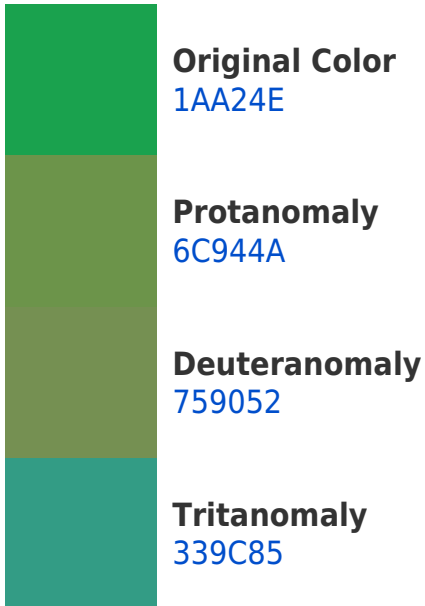 Original Color
1AA24E
Protanomaly
6C944A
Deuteranomaly
759052
Tritanomaly
339C85